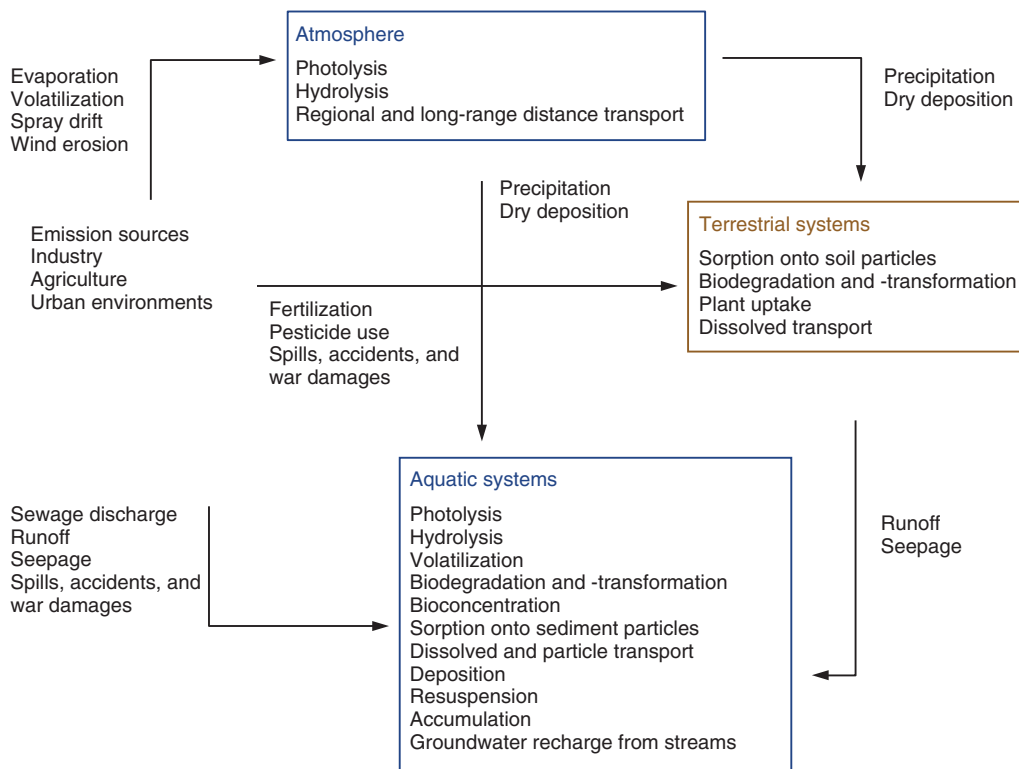 Atmosphere
Photolysis
Hydrolysis
Regional and long-range distance transport
Evaporation
Volatilization
Spray drift
Wind erosion
Precipitation
Dry deposition
Precipitation
Dry deposition
Emission sources
Industry
Agriculture
Urban environments
Terrestrial systems
Sorption onto soil particles
Biodegradation and -transformation
Plant uptake
Dissolved transport
Fertilization
Pesticide use
Spills, accidents, and
war damages
Aquatic systems
Photolysis
Hydrolysis
Volatilization
Biodegradation and -transformation
Bioconcentration
Sorption onto sediment particles
Dissolved and particle transport
Deposition
Resuspension
Accumulation
Groundwater recharge from streams
Sewage discharge
Runoff
Seepage
Spills, accidents, and
war damages
Runoff
Seepage